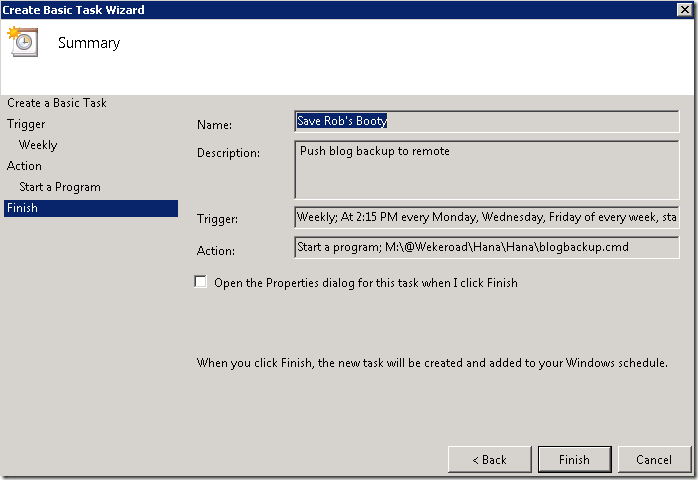 Create Basic Task Wizard
Summary
Create a Basic Task
Trigger
Weekly
Action
Start a Program
Finish
Name:
Save Rob's Booty
Description:
Push blog backup to remote
Trigger:
Weekly; At 2:15 PM every Monday, Wednesday, Friday of every week, sta
Action:
Start a program; M:\@Wekeroad\Hana\Hana\blogbackup.cmd
Open the Properties dialog for this task when I click Finish
When you click Finish, the new task will be created and added to your Windows schedule.
< Back
Finish
Cancel